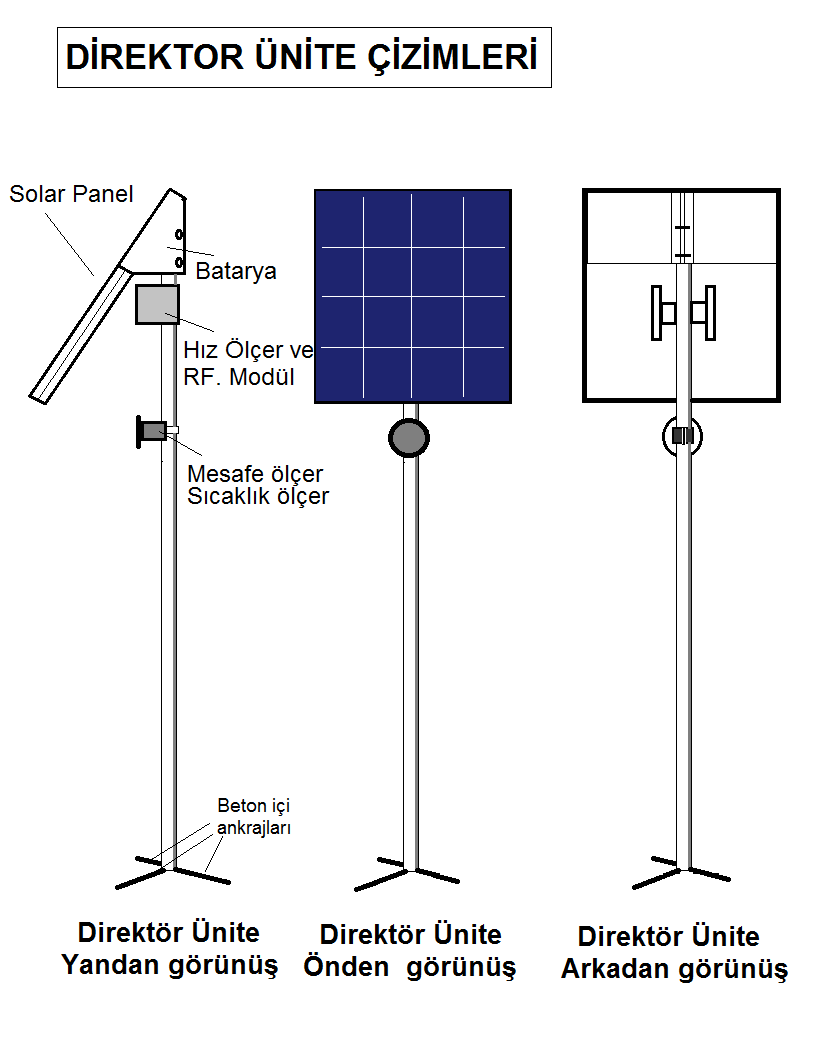 DİREKTOR ÜNİTE ÇİZİMLERİ
Solar Panel
Batarya
Hız Ölçer ve
RF. Modül
Mesafe ölçer
Sıcaklık ölçer
Beton içi
ankrajları
Direktör Ünite
Yandan görünüş
Direktör Ünite
Önden görünüş
Direktör Ünite
Arkadan görünüş